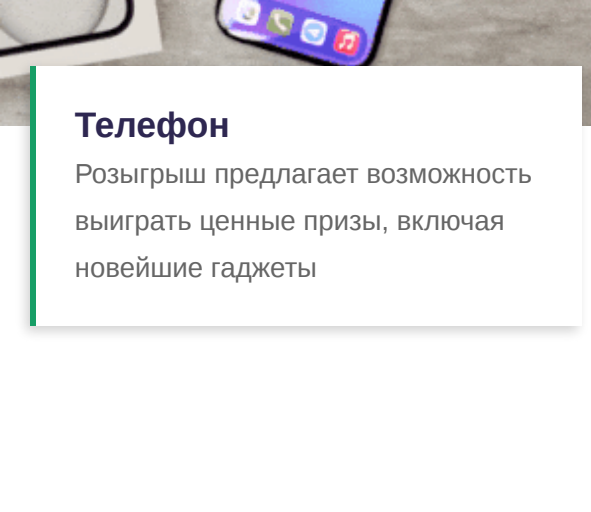 Телефон
Розыгрыш предлагает возможность
выиграть ценные призы, включая
новейшие гаджеты